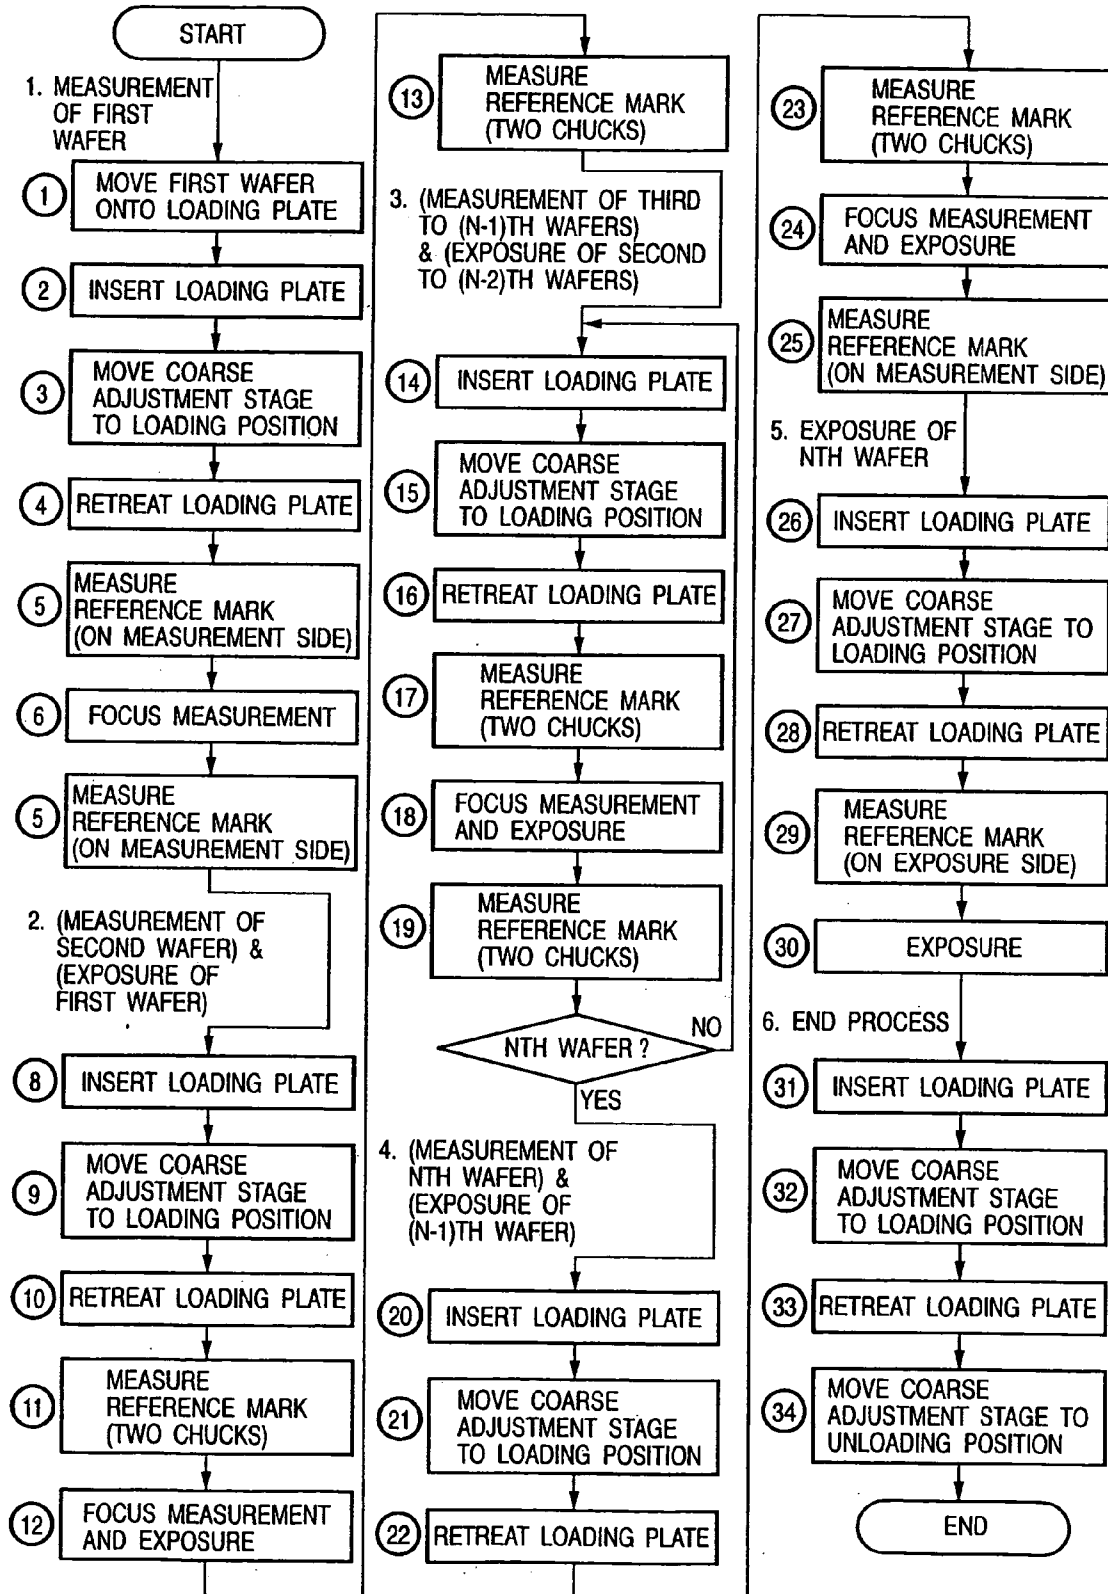 START
1. MEASUREMENT
OF FIRST
WAFER
1
MOVE FIRST WAFER
ONTO LOADING PLATE
2
INSERT LOADING PLATE
3
MOVE COARSE
ADJUSTMENT STAGE
TO LOADING POSITION
4
RETREAT LOADING PLATE
5
MEASURE
REFERENCE MARK
(ON MEASUREMENT SIDE)
6
FOCUS MEASUREMENT
5
MEASURE
REFERENCE MARK
(ON MEASUREMENT SIDE)
2. (MEASUREMENT OF
SECOND WAFER) &
(EXPOSURE OF
FIRST WAFER)
8
INSERT LOADING PLATE
9
MOVE COARSE
ADJUSTMENT STAGE
TO LOADING POSITION
10
RETREAT LOADING PLATE
11
MEASURE
REFERENCE MARK
(TWO CHUCKS)
12
FOCUS MEASUREMENT
AND EXPOSURE
13
MEASURE
REFERENCE MARK
(TWO CHUCKS)
3. (MEASUREMENT OF THIRD
TO (N-1)TH WAFERS)
& (EXPOSURE OF SECOND
TO (N-2)TH WAFERS)
14
INSERT LOADING PLATE
15
MOVE COARSE
ADJUSTMENT STAGE
TO LOADING POSITION
16
RETREAT LOADING PLATE
17
MEASURE
REFERENCE MARK
(TWO CHUCKS)
18
FOCUS MEASUREMENT
AND EXPOSURE
19
MEASURE
REFERENCE MARK
(TWO CHUCKS)
NTH WAFER ?
NO
YES
4. (MEASUREMENT OF
NTH WAFER) &
(EXPOSURE OF
(N-1)TH WAFER)
20
INSERT LOADING PLATE
21
MOVE COARSE
ADJUSTMENT STAGE
TO LOADING POSITION
22
RETREAT LOADING PLATE
23
MEASURE
REFERENCE MARK
(TWO CHUCKS)
24
FOCUS MEASUREMENT
AND EXPOSURE
25
MEASURE
REFERENCE MARK
(ON MEASUREMENT SIDE)
5. EXPOSURE OF
NTH WAFER
26
INSERT LOADING PLATE
27
MOVE COARSE
ADJUSTMENT STAGE TO
LOADING POSITION
28
RETREAT LOADING PLATE
29
MEASURE
REFERENCE MARK
(ON EXPOSURE SIDE)
30
EXPOSURE
6. END PROCESS
31
INSERT LOADING PLATE
32
MOVE COARSE
ADJUSTMENT STAGE
TO LOADING POSITION
33
RETREAT LOADING PLATE
34
MOVE COARSE
ADJUSTMENT STAGE TO
UNLOADING POSITION
END